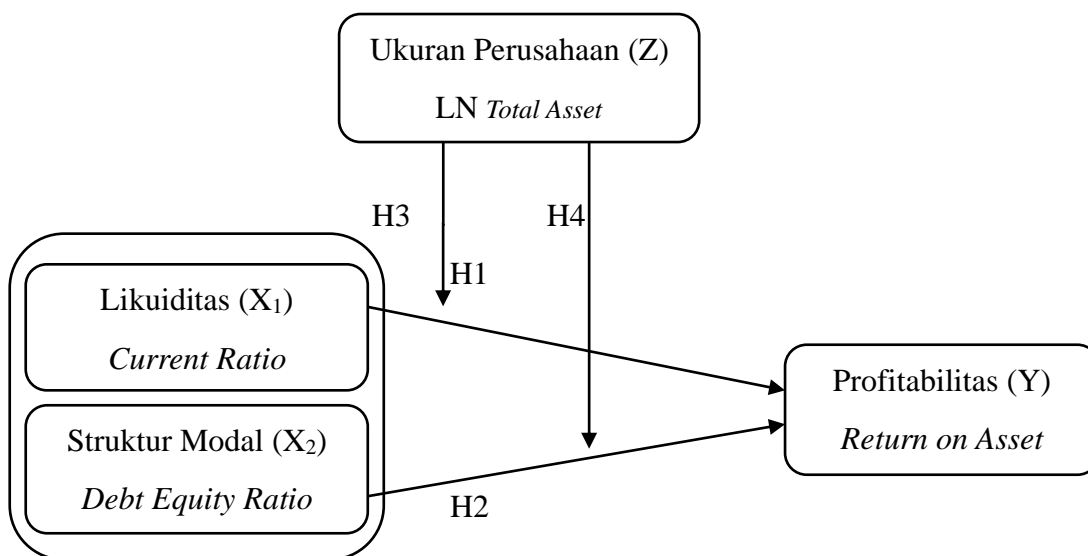 Ukuran Perusahaan (Z)
LN Total Asset
H3
H4
H1
Likuiditas (X₁)
Current Ratio
Struktur Modal (X₂)
Debt Equity Ratio
H2
Profitabilitas (Y)
Return on Asset